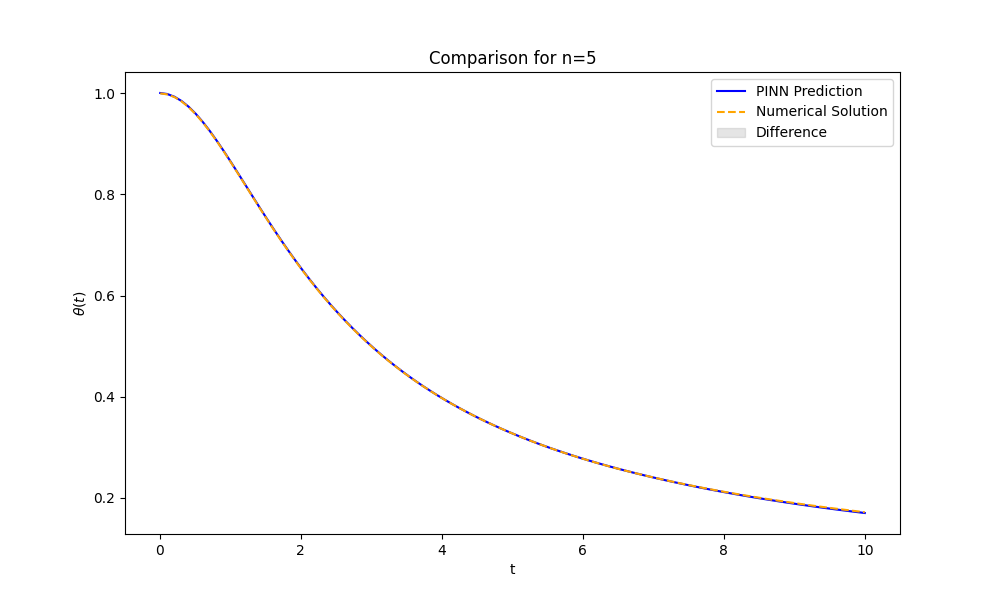 Comparison for n=5
PINN Prediction
Numerical Solution
Difference
1.0
0.8
0.6
0.4
0.2
θ(t)
0 2 4 6 8 10
t